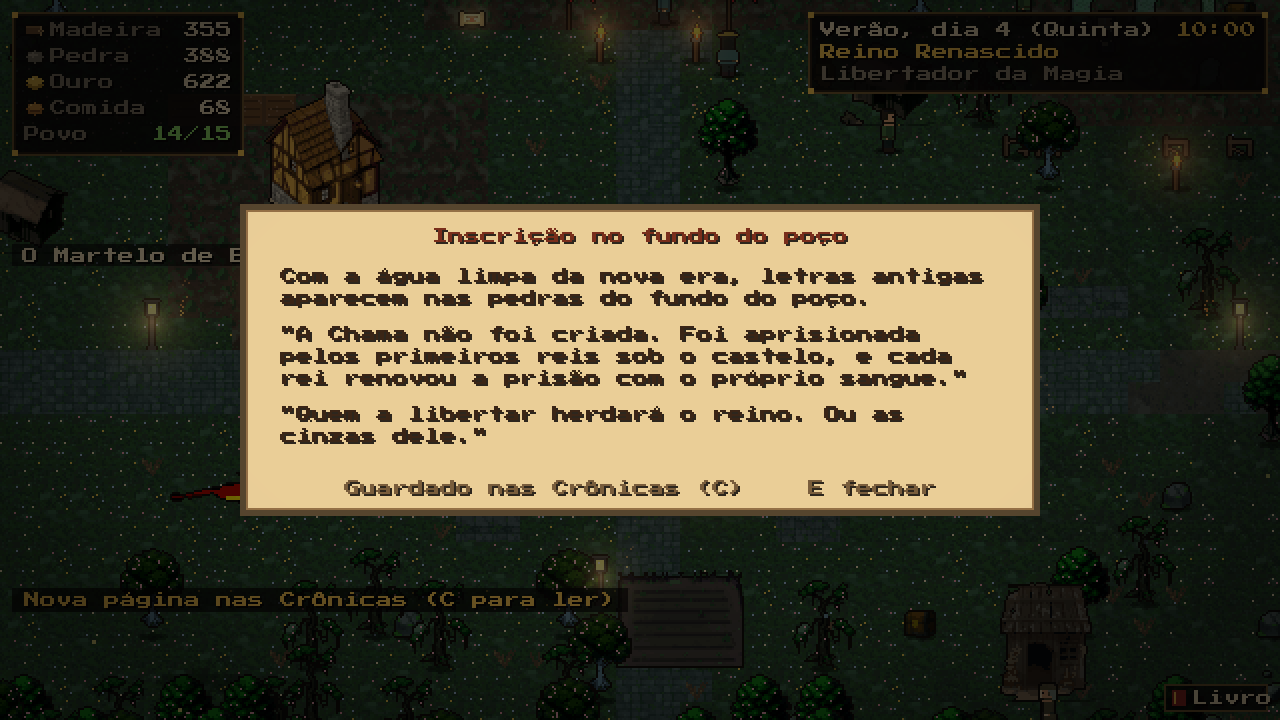 Madeira 355
Pedra 388
Ouro 622
Comida 68
Povo 14/15
Verão, dia 4 (Quinta) 10:00
Reino Renascido
Libertador da Magia
O Martelo de
Inscrição no fundo do poço
Com a água limpa da nova era, letras antigas
aparecem nas pedras do fundo do poço.
"A Chama não foi criada. Foi aprisionada
pelos primeiros reis sob o castelo, e cada
rei renovou a prisão com o próprio sangue."
"Quem a libertar herdará o reino. Ou as
cinzas dele."
Guardado nas Crônicas (C) E fechar
Nova página nas Crônicas (C para ler)
Livro